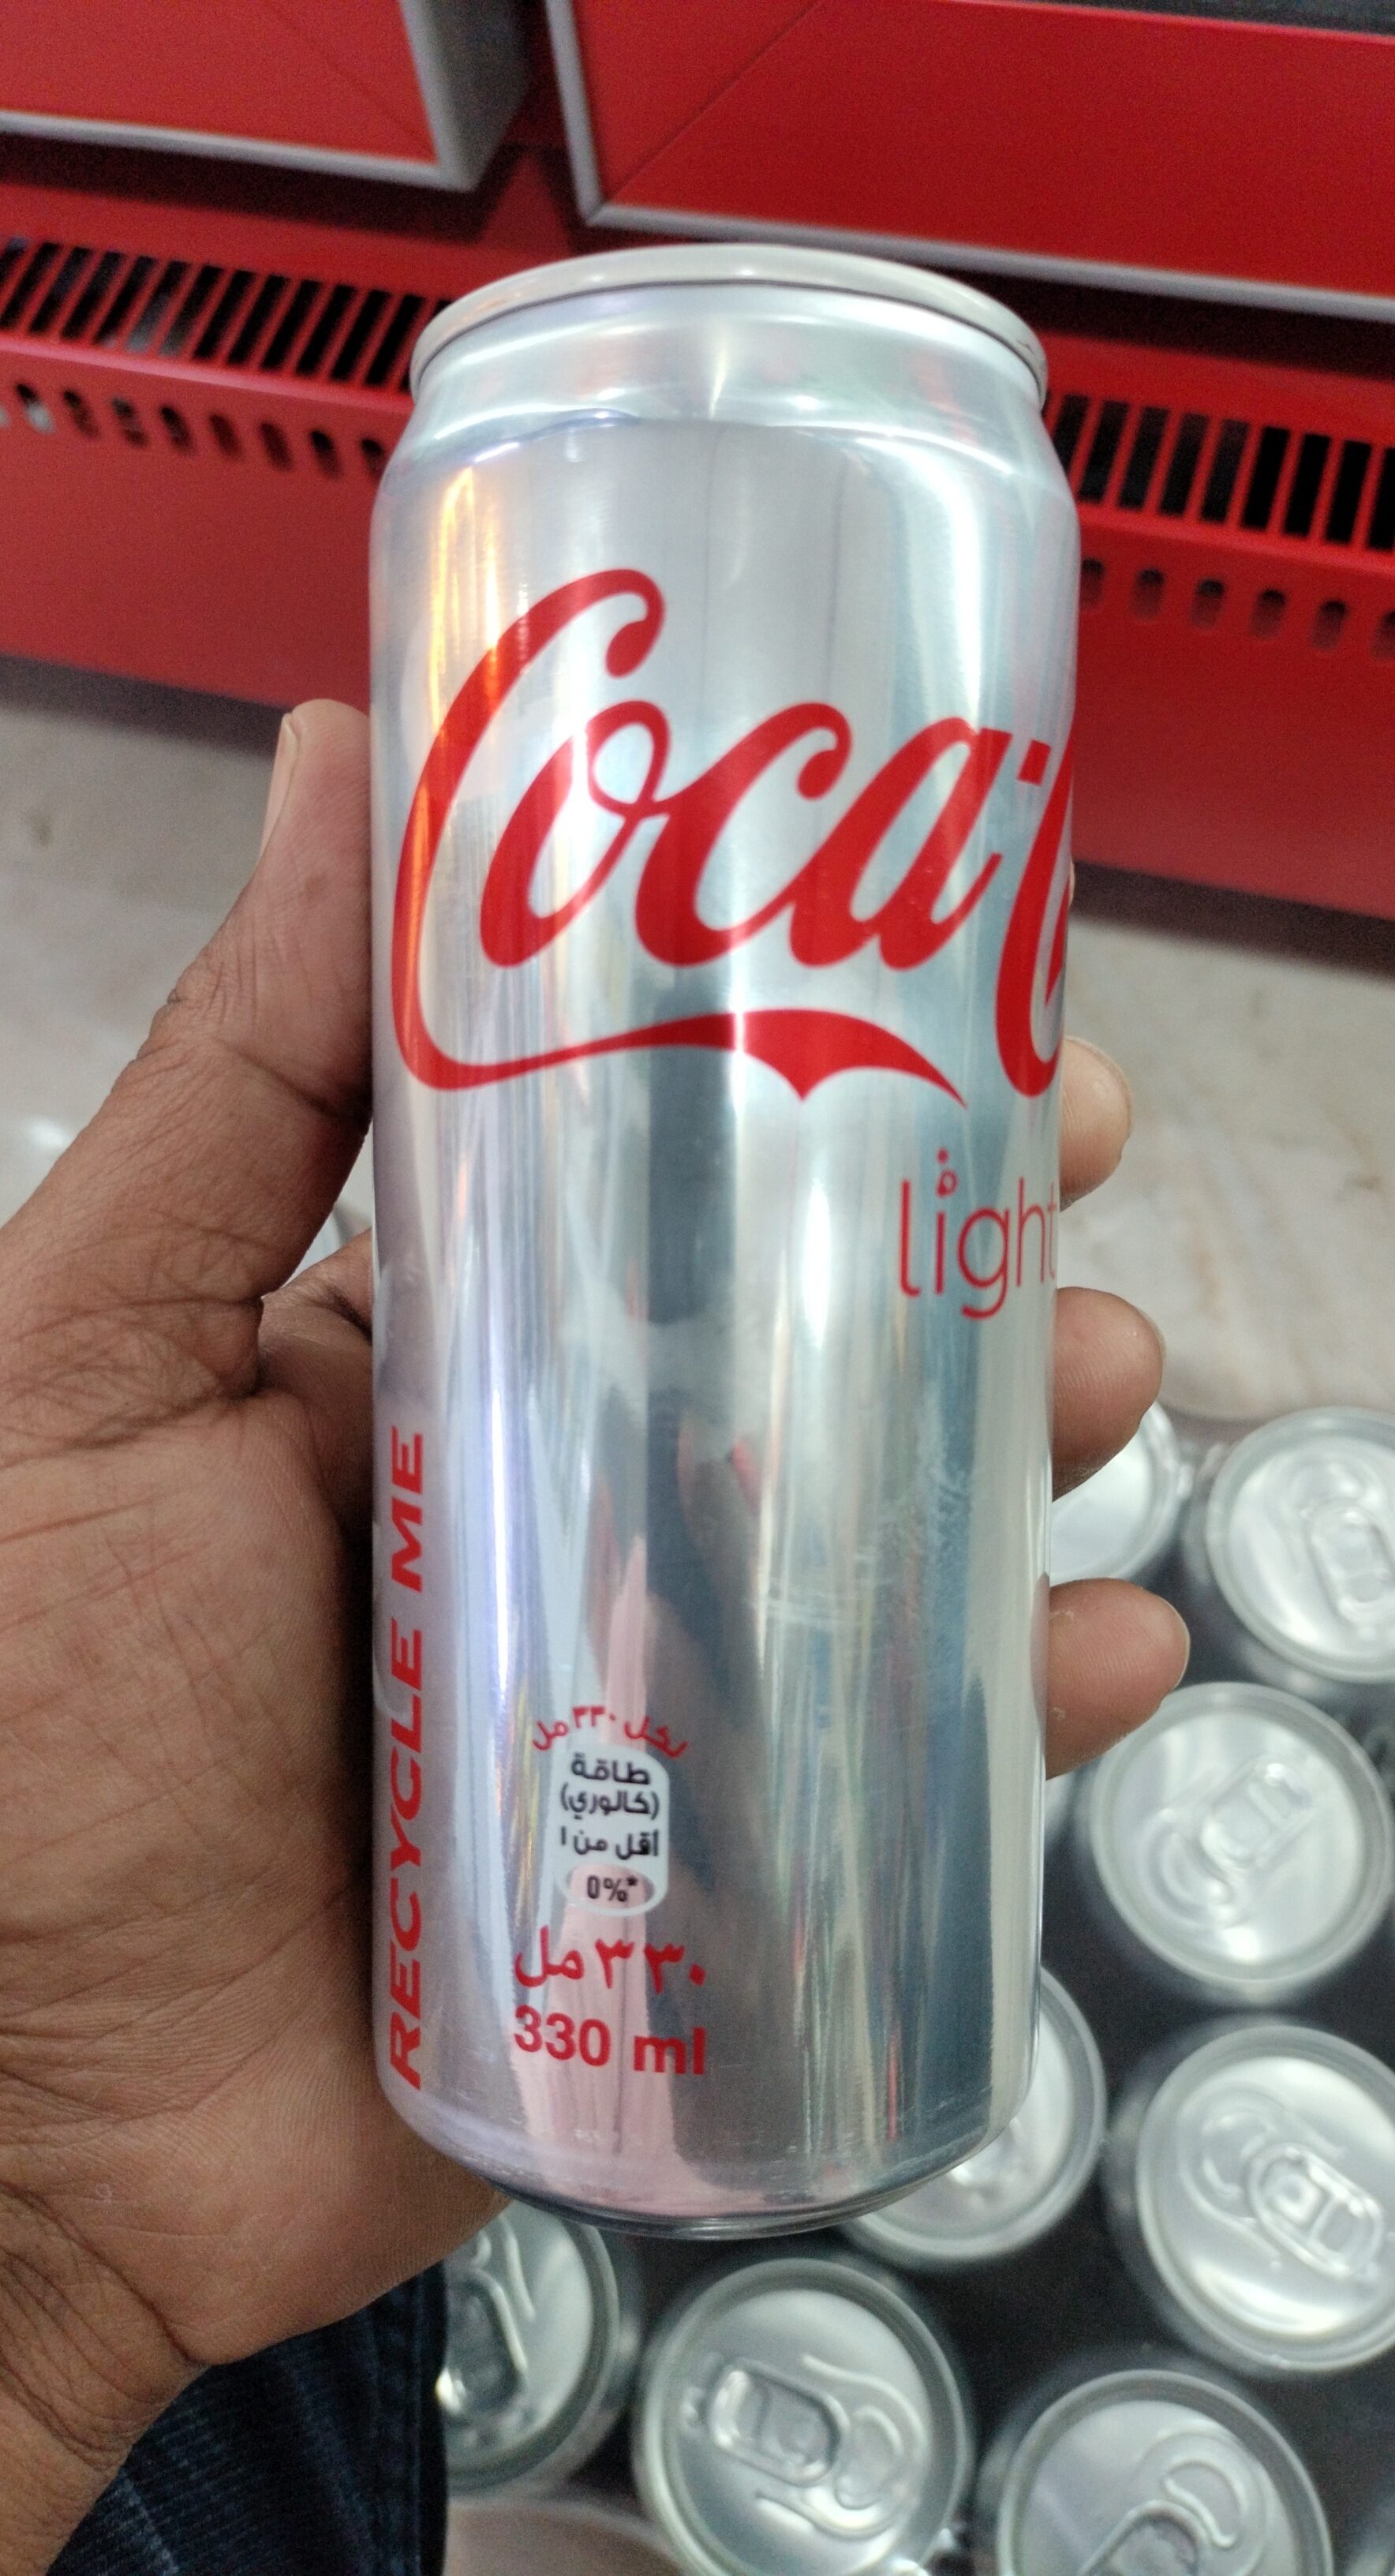 Coca-C
light
RECYCLE ME
لكل ٣٣٠ مل
طاقة
(كالوري)
أقل من ١
0%*
٣٣٠ مل
330 ml